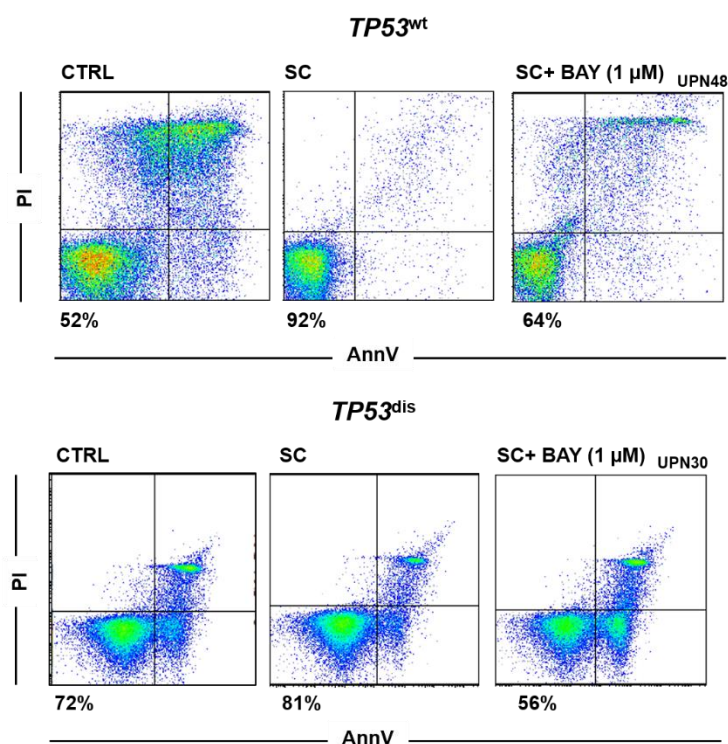 TP53wt
CTRL
SC
SC+ BAY (1 µM)
UPN48
PI
52%
92%
64%
AnnV
TP53dis
CTRL
SC
SC+ BAY (1 µM)
UPN30
PI
72%
81%
56%
AnnV